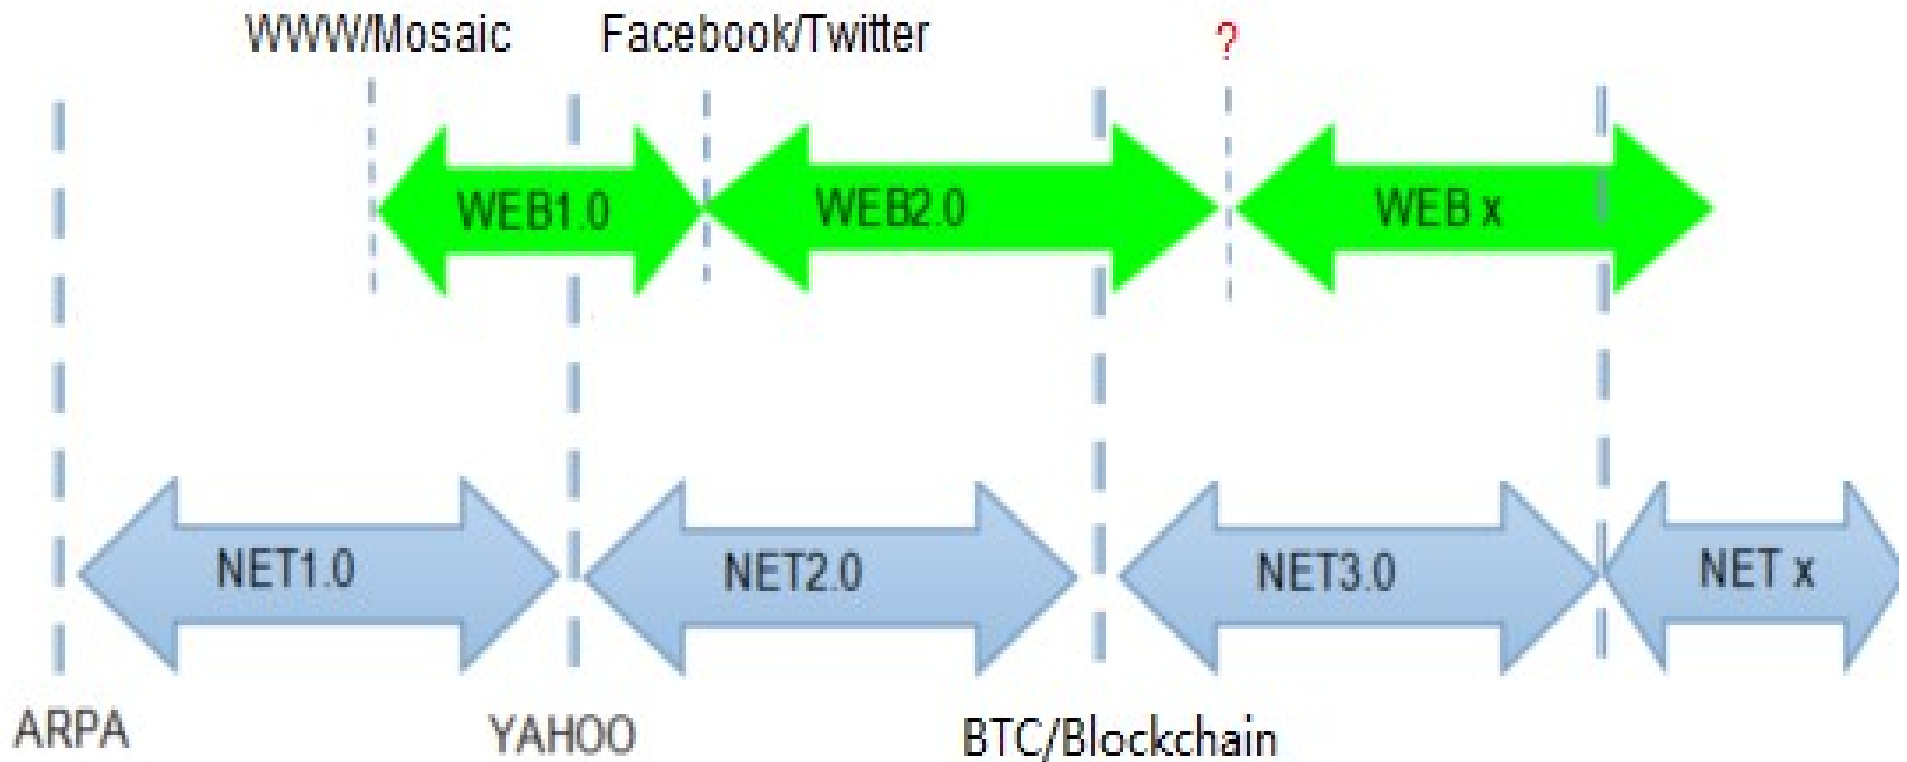 WWW/Mosaic
Facebook/Twitter
?
WEB1.0
WEB2.0
WEB x
NET1.0
NET2.0
NET3.0
NET x
ARPA
YAHOO
BTC/Blockchain